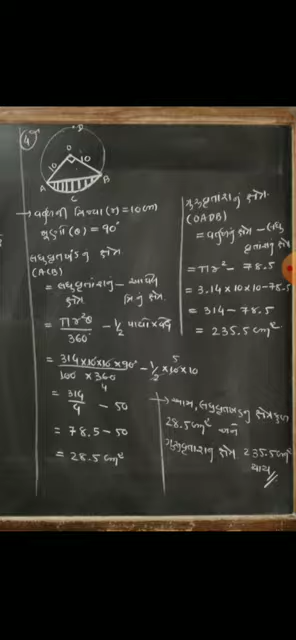 4
D
O
10 10
A B
C
→ વર્તુળની ત્રિજ્યા (r) = 10cm
ખૂણો (θ) = 90°
લઘુવૃત્તખંડનું ક્ષેત્ર
(ACB)
= લઘુવૃત્તાંશનું ક્ષેત્ર –
ત્રિ નું ક્ષેત્ર
= πr²θ / 360° – 1/2
= 314×10×10×90° / 100 × 360 – 1/2 × 10 × 10
4 5
= 314 / 4 – 50
= 78.5 – 50
= 28.5 cm²
ક્ષેત્ર
(OADB)
= વર્તુળનું ક્ષેત્ર – લઘુ
વૃત્તાંશનું ક્ષેત્ર
= πr² – 78.5
= 3.14×10×10–78.5
= 314 – 78.5
= 235.5 cm²
→ આમ, લઘુવૃત્તખંડનું ક્ષેત્રફળ
28.5cm² અને
ગુરુવૃત્તાંશનું ક્ષેત્ર 235.5cm²
થાય